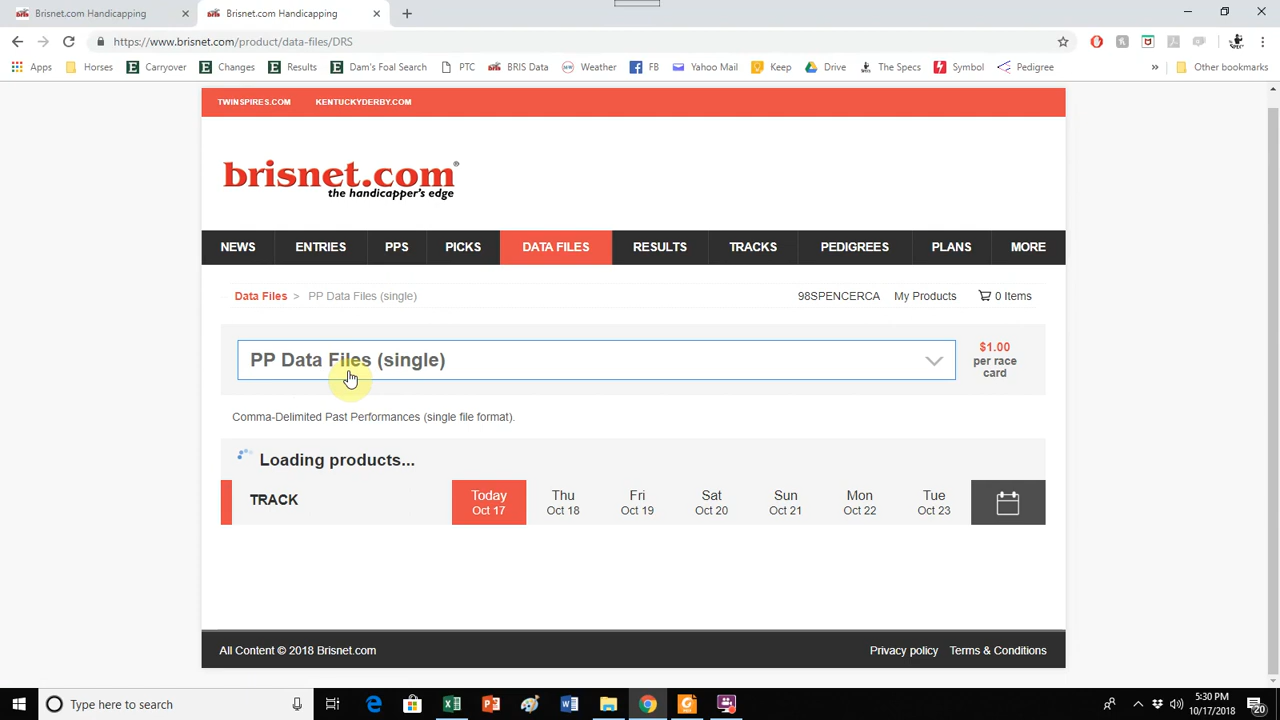 Brisnet.com Handicapping
Brisnet.com Handicapping
https://www.brisnet.com/product/data-files/DRS
Apps Horses Carryover Changes Results Dam's Foal Search PTC BRIS Data Weather FB Yahoo Mail Keep Drive The Specs Symbol Pedigree » Other bookmarks
TWINSPIRES.COM KENTUCKYDERBY.COM
brisnet.com®
the handicapper's edge
NEWS ENTRIES PPS PICKS DATA FILES RESULTS TRACKS PEDIGREES PLANS MORE
Data Files > PP Data Files (single) 98SPENCERCA My Products 0 Items
PP Data Files (single)
$1.00
per race
card
Comma-Delimited Past Performances (single file format).
Loading products...
TRACK
Today
Oct 17
Thu
Oct 18
Fri
Oct 19
Sat
Oct 20
Sun
Oct 21
Mon
Oct 22
Tue
Oct 23
All Content © 2018 Brisnet.com Privacy policy Terms & Conditions
Type here to search
5:30 PM
10/17/2018
20